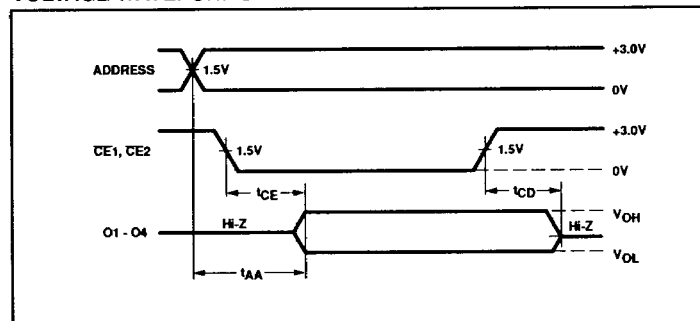 +3.0V
ADDRESS
1.5V
0V
+3.0V
CE1, CE2
1.5V
1.5V
0V
tCE
tCD
VOH
Hi-Z
Hi-Z
O1 - O4
VOL
tAA